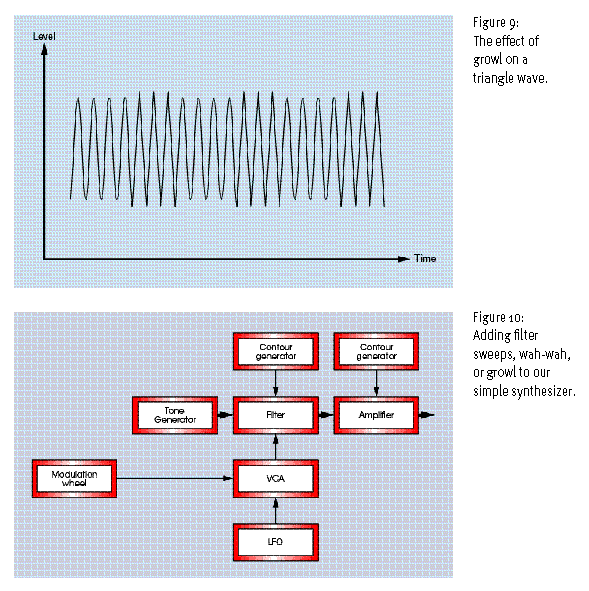 Level
Time
Figure 9:
The effect of
growl on a
triangle wave.
Contour
generator
Contour
generator
Tone
Generator
Filter
Amplifier
Modulation
wheel
VCA
LFO
Figure 10:
Adding filter
sweeps, wah-wah,
or growl to our
simple synthesizer.